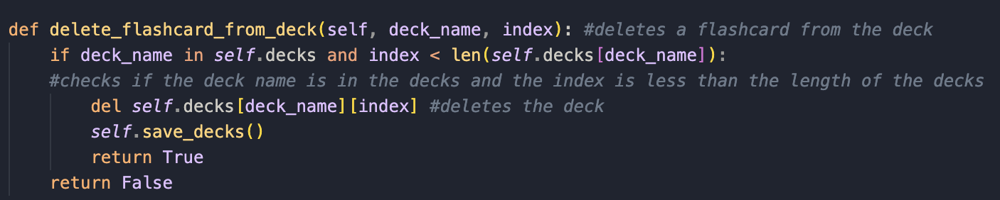 def delete_flashcard_from_deck(self, deck_name, index): #deletes a flashcard from the deck
    if deck_name in self.decks and index < len(self.decks[deck_name]):
    #checks if the deck name is in the decks and the index is less than the length of the decks
        del self.decks[deck_name][index] #deletes the deck
        self.save_decks()
        return True
    return False